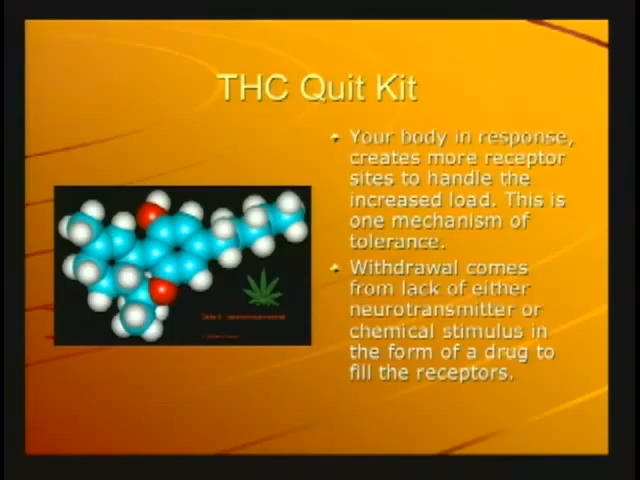 THC Quit Kit
Your body in response,
creates more receptor
sites to handle the
increased load. This is
one mechanism of
tolerance.
Withdrawal comes
from lack of either
neurotransmitter or
chemical stimulus in
the form of a drug to
fill the receptors.